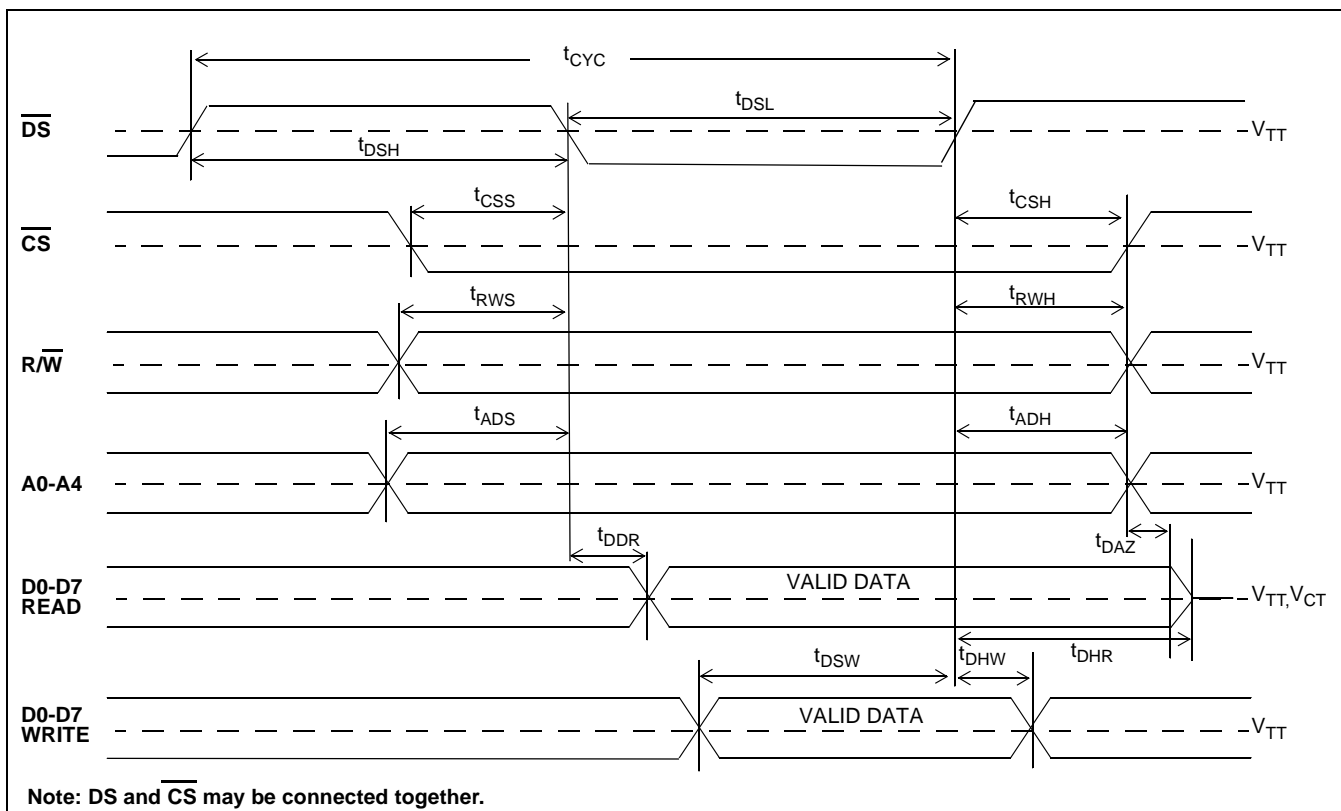 tCYC
tDSL
DS
VTT
tDSH
tCSS
tCSH
CS
VTT
tRWS
tRWH
R/W
VTT
tADS
tADH
A0-A4
VTT
tDDR
tDAZ
D0-D7
READ
VALID DATA
VTT,VCT
tDSW
tDHW
tDHR
D0-D7
WRITE
VALID DATA
VTT
Note: DS and CS may be connected together.